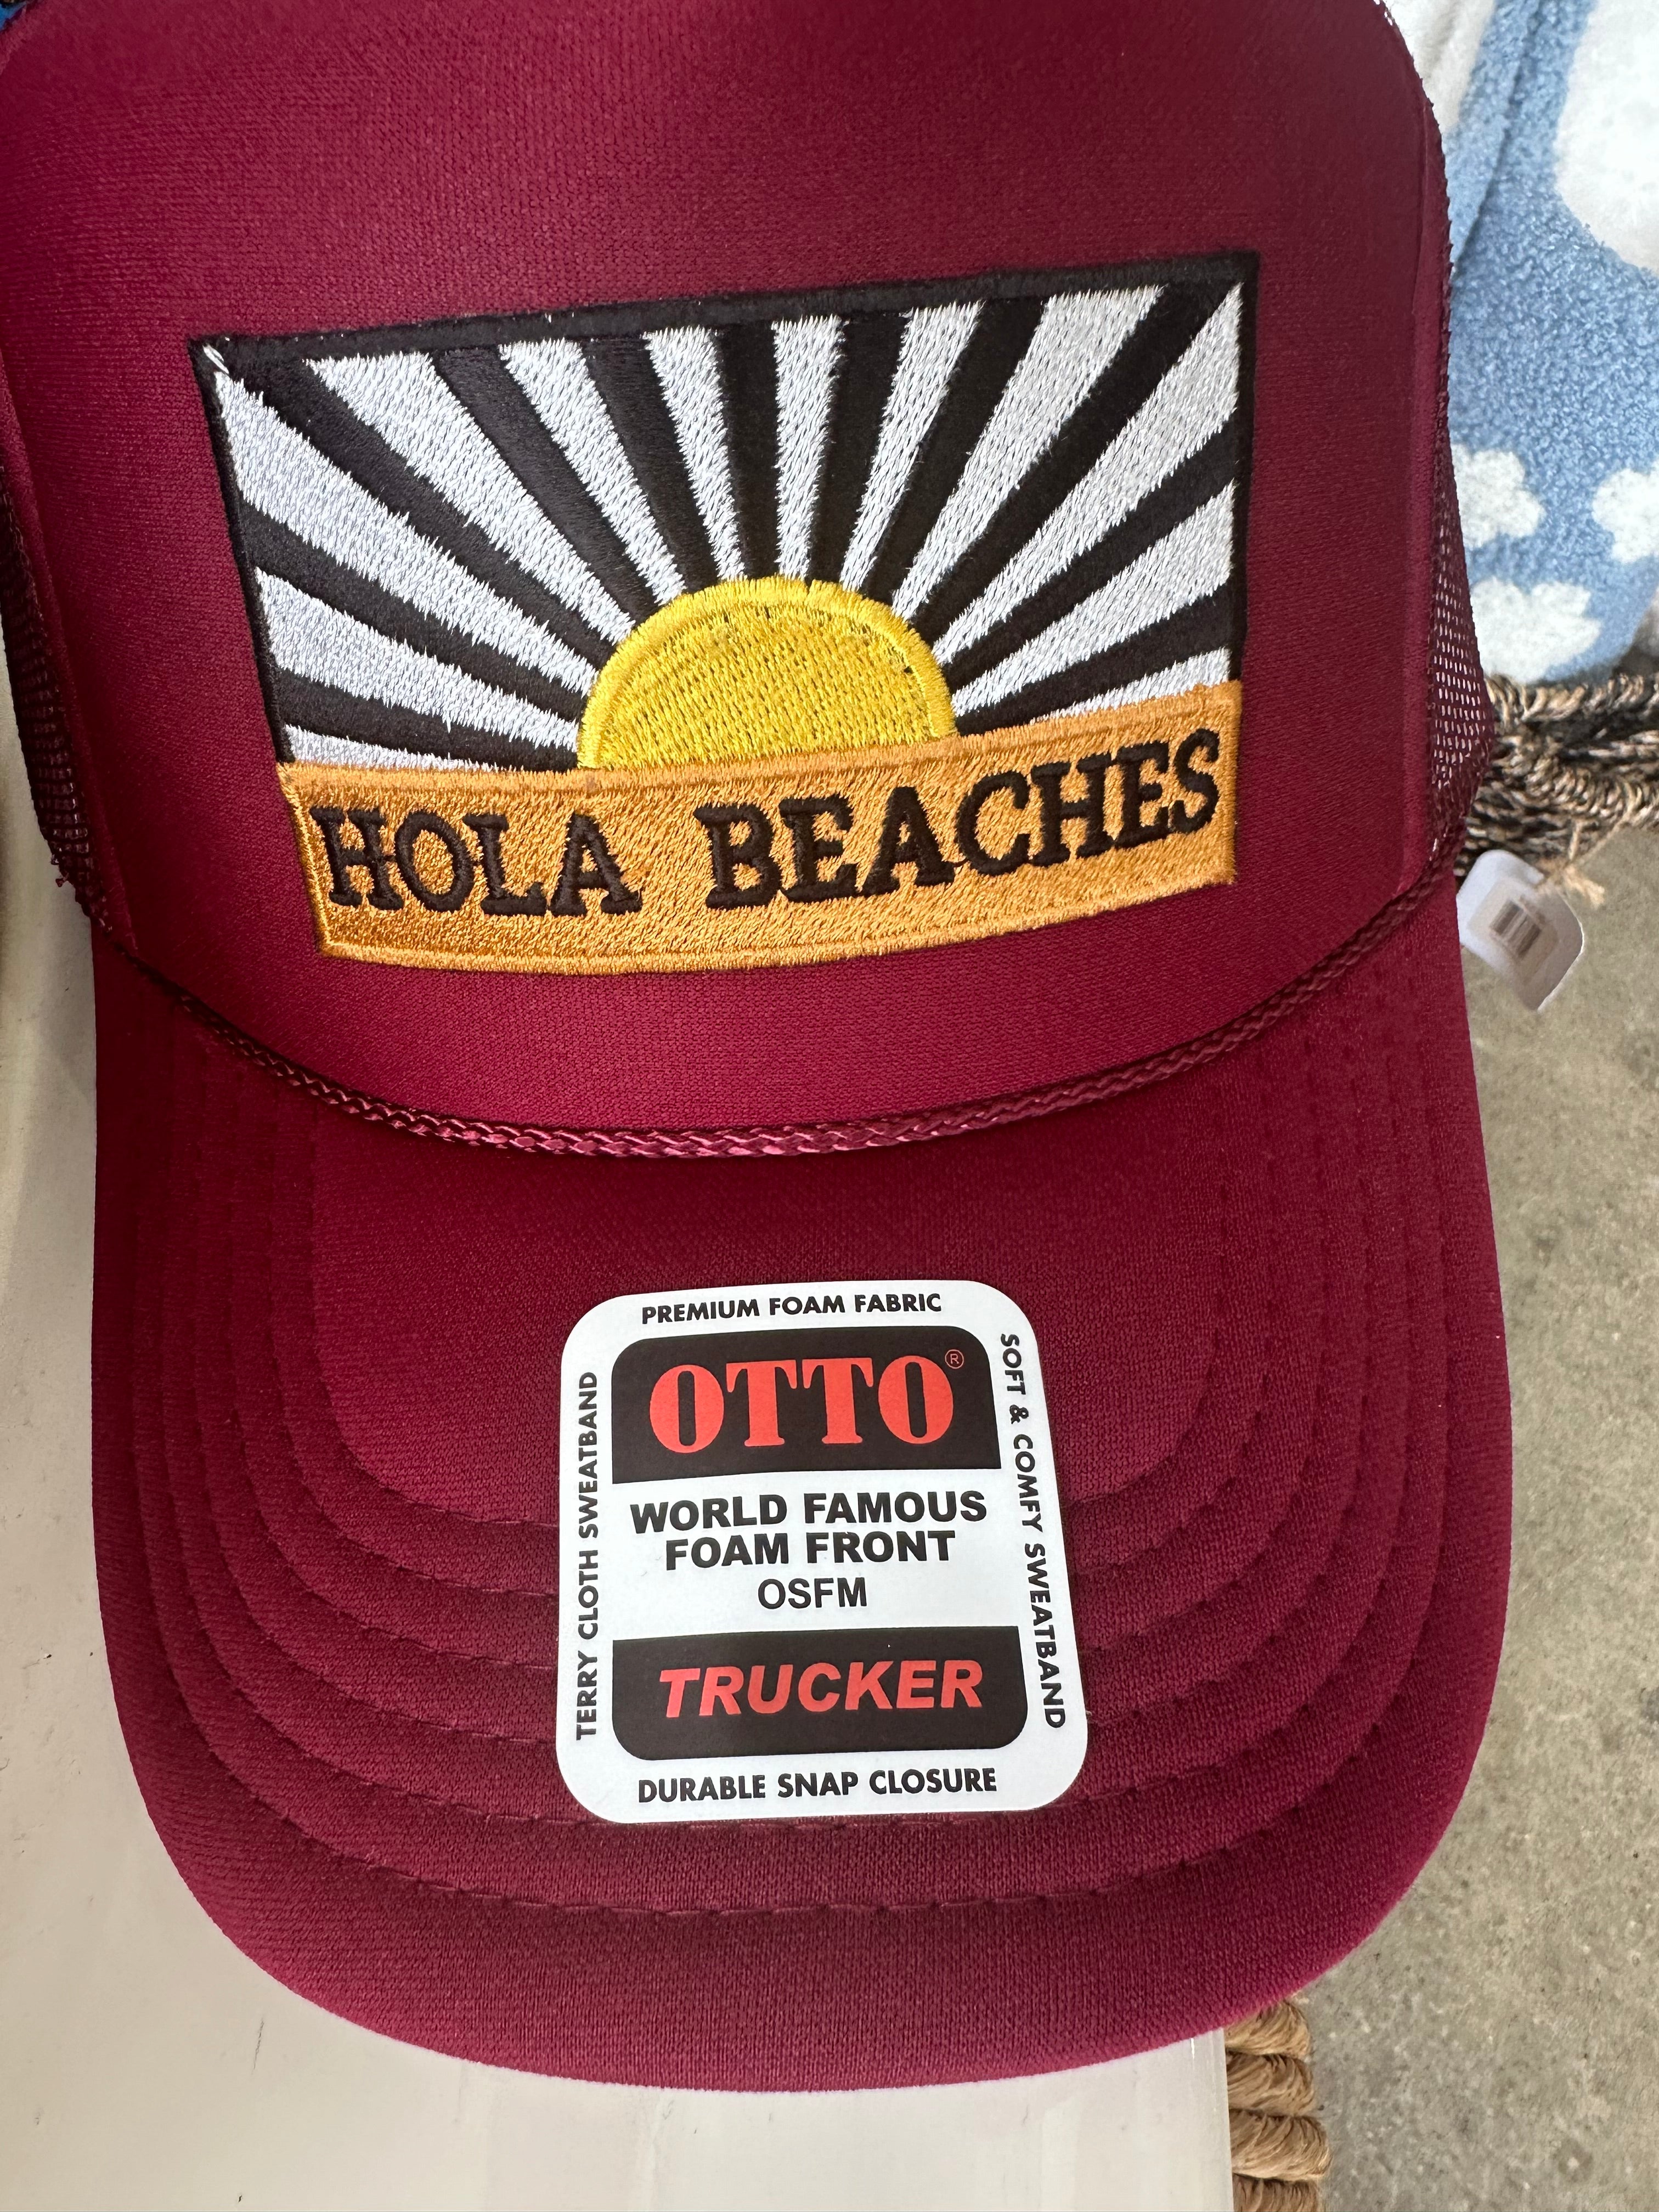 HOLA BEACHES
PREMIUM FOAM FABRIC
OTTO®
WORLD FAMOUS
FOAM FRONT
OSFM
TRUCKER
DURABLE SNAP CLOSURE
TERRY CLOTH SWEATBAND
SOFT & COMFY SWEATBAND